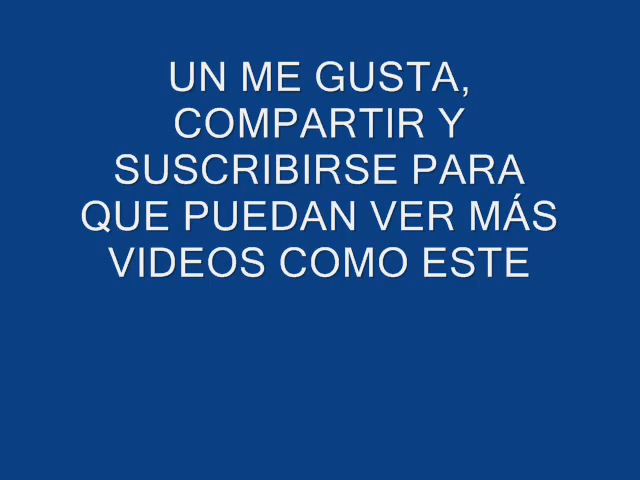 UN ME GUSTA,
COMPARTIR Y
SUSCRIBIRSE PARA
QUE PUEDAN VER MÁS
VIDEOS COMO ESTE